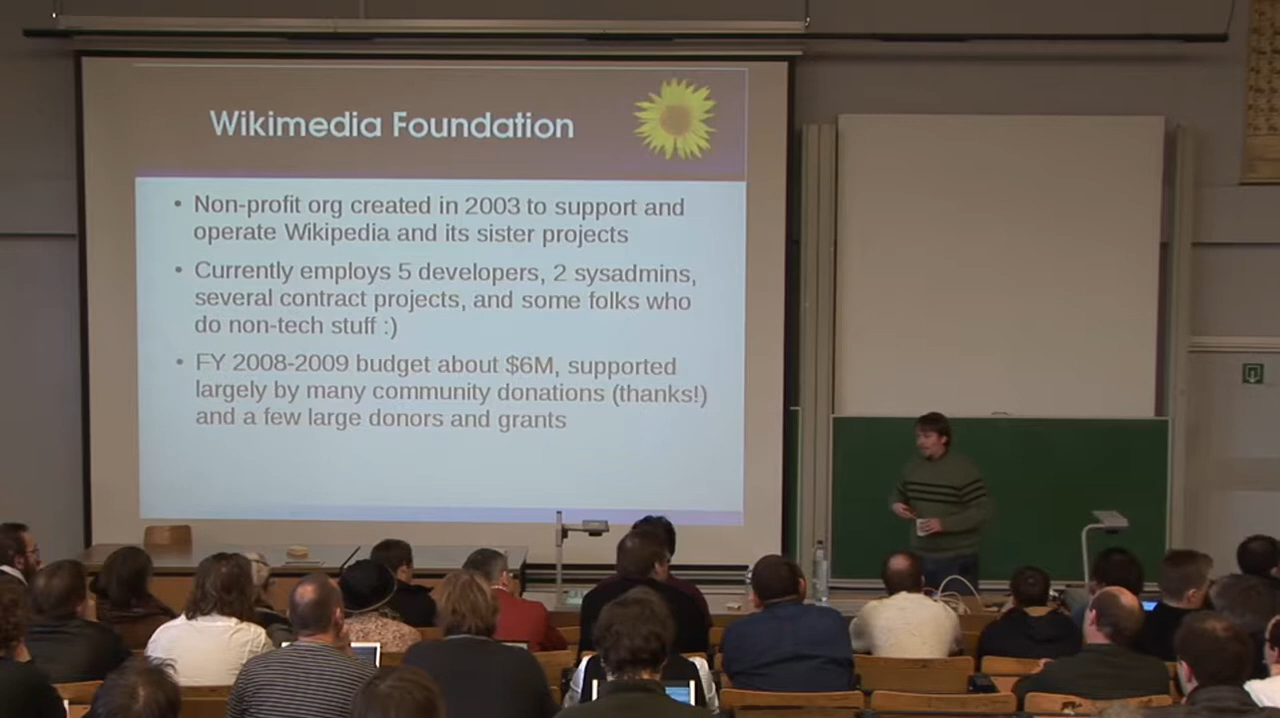 Wikimedia Foundation
• Non-profit org created in 2003 to support and
operate Wikipedia and its sister projects
• Currently employs 5 developers, 2 sysadmins,
several contract projects, and some folks who
do non-tech stuff :)
• FY 2008-2009 budget about $6M, supported
largely by many community donations (thanks!)
and a few large donors and grants